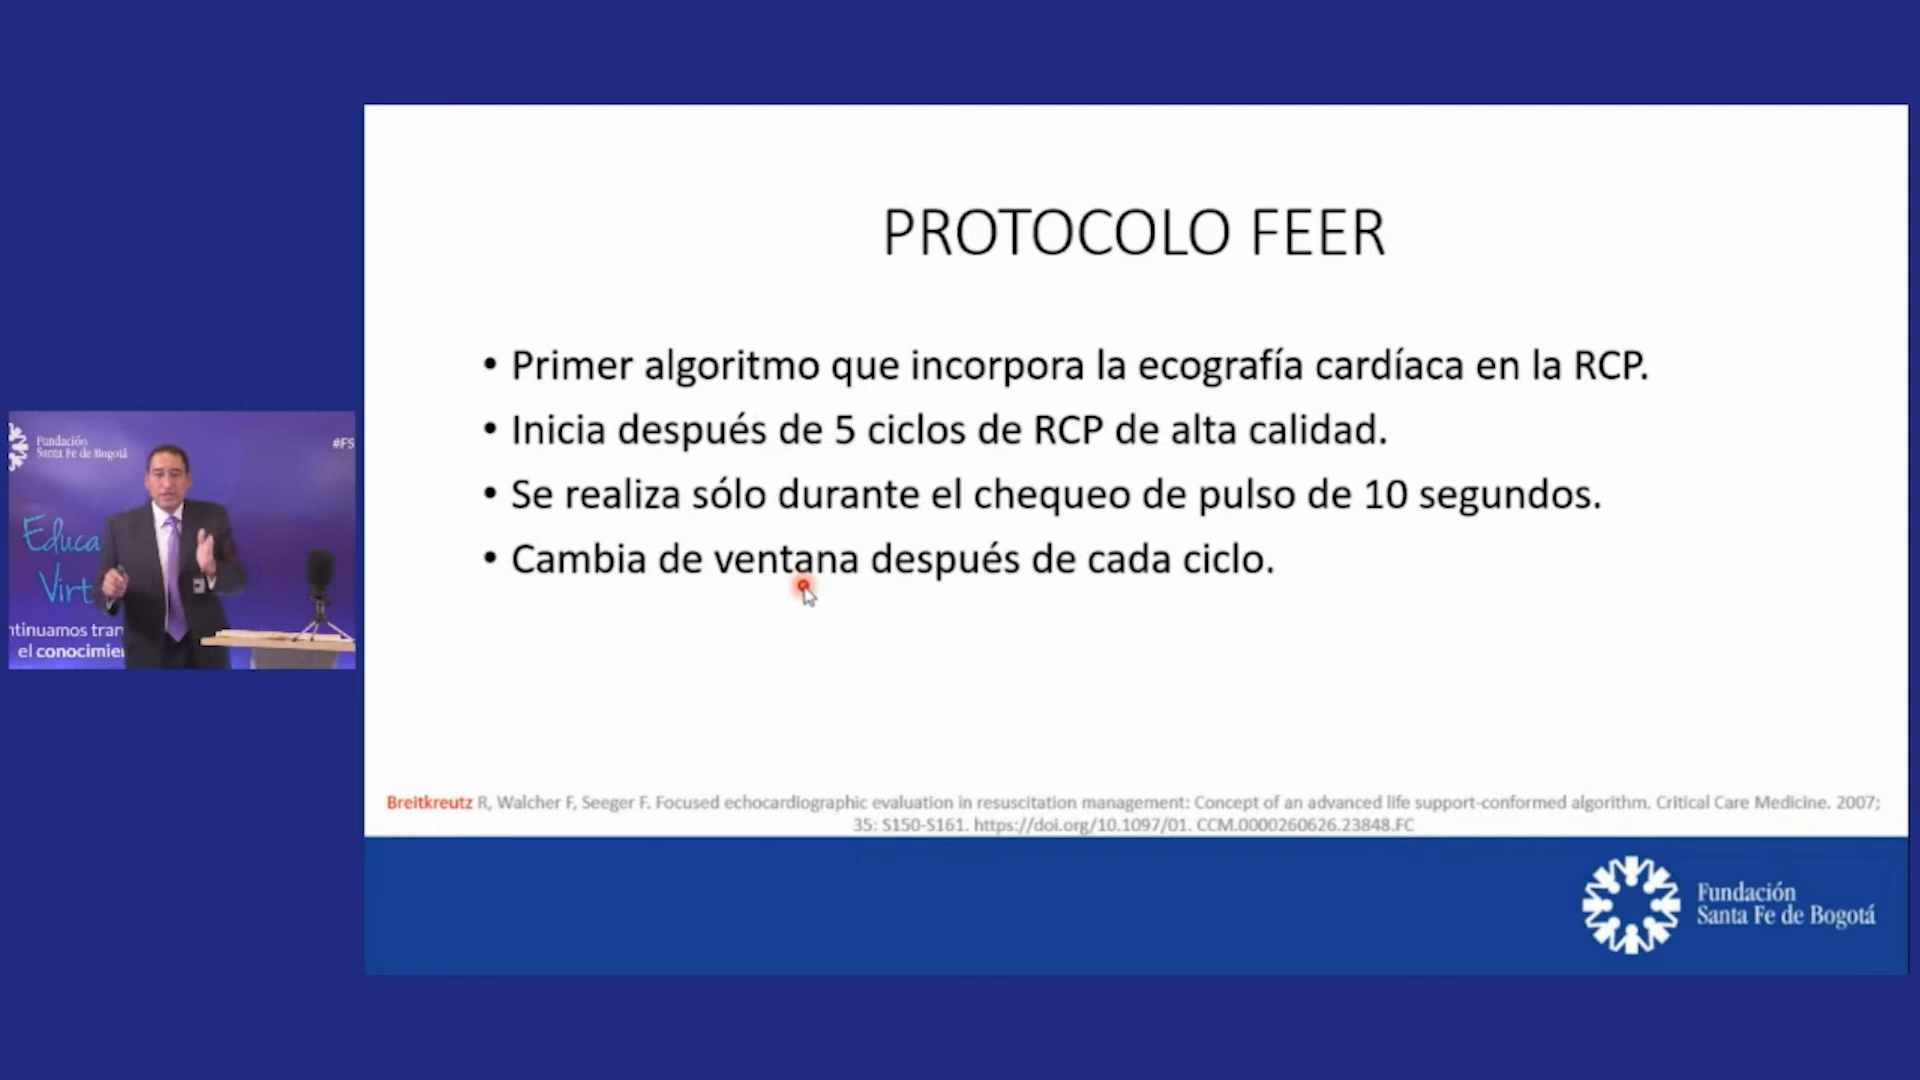 PROTOCOLO FEER
• Primer algoritmo que incorpora la ecografía cardíaca en la RCP.
• Inicia después de 5 ciclos de RCP de alta calidad.
• Se realiza sólo durante el chequeo de pulso de 10 segundos.
• Cambia de ventana después de cada ciclo.
Breitkreutz R, Walcher F, Seeger F. Focused echocardiographic evaluation in resuscitation management: Concept of an advanced life support-conformed algorithm. Critical Care Medicine. 2007;
35: S150-S161. https://doi.org/10.1097/01. CCM.0000260626.23848.FC
Fundación
Santa Fe de Bogotá
Fundación
Santa Fe de Bogotá
#FS
Educa
Virt
ntinuamos tran
el conocimie